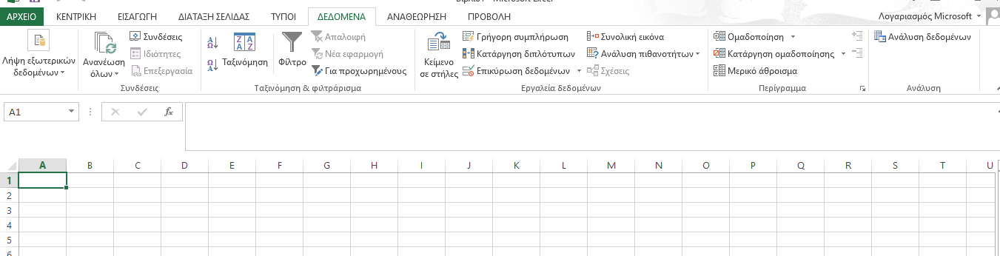 Microsoft Excel
ΑΡΧΕΙΟ ΚΕΝΤΡΙΚΗ ΕΙΣΑΓΩΓΗ ΔΙΑΤΑΞΗ ΣΕΛΙΔΑΣ ΤΥΠΟΙ ΔΕΔΟΜΕΝΑ ΑΝΑΘΕΩΡΗΣΗ ΠΡΟΒΟΛΗ Λογαριασμός Microsoft
Λήψη εξωτερικών
δεδομένων
Ανανέωση
όλων
Συνδέσεις
Ιδιότητες
Επεξεργασία
Συνδέσεις
Ταξινόμηση
Φίλτρο
Απαλοιφή
Νέα εφαρμογή
Για προχωρημένους
Ταξινόμηση & φιλτράρισμα
Κείμενο
σε στήλες
Γρήγορη συμπλήρωση
Κατάργηση διπλότυπων
Επικύρωση δεδομένων
Συνολική εικόνα
Ανάλυση πιθανοτήτων
Σχέσεις
Εργαλεία δεδομένων
Ομαδοποίηση
Κατάργηση ομαδοποίησης
Μερικό άθροισμα
Περίγραμμα
Ανάλυση δεδομένων
Ανάλυση
A1 fx
A B C D E F G H I J K L M N O P Q R S T U
1
2
3
4
5
6